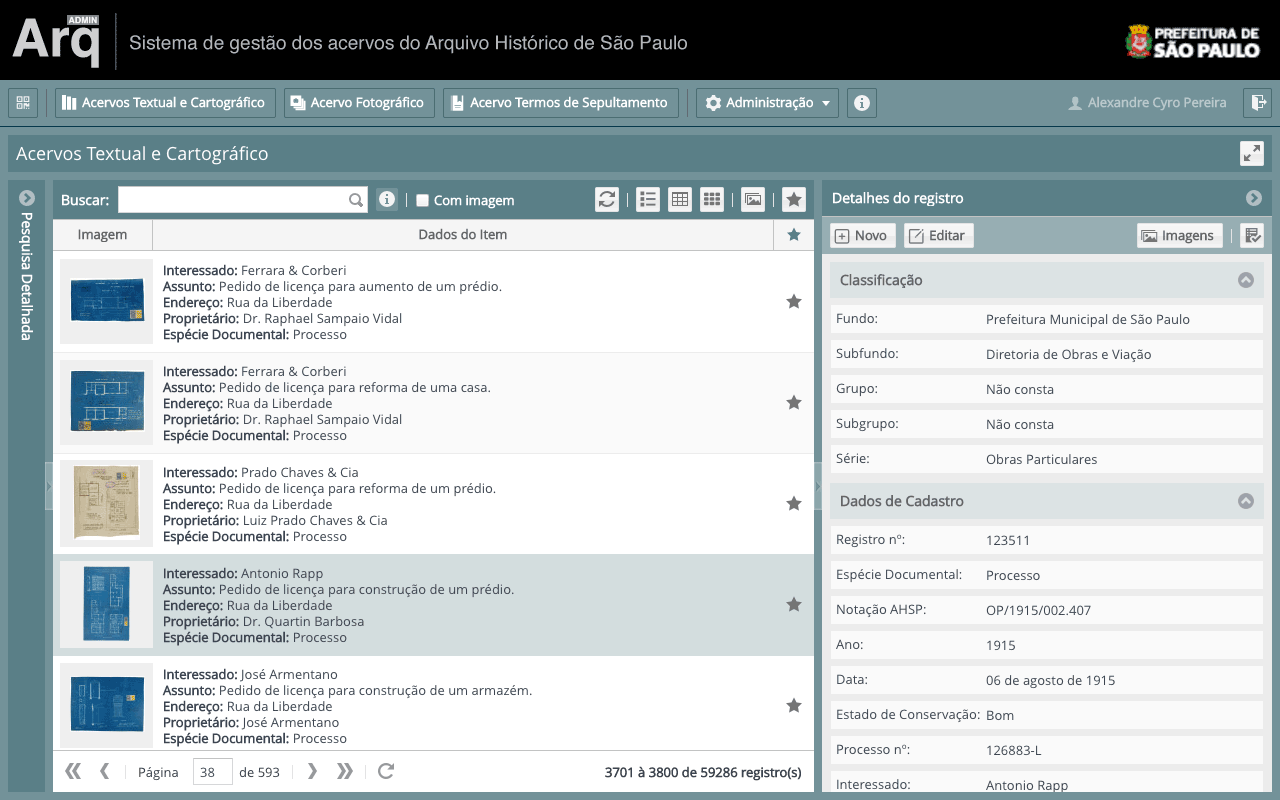 Arq ADMIN
Sistema de gestão dos acervos do Arquivo Histórico de São Paulo
PREFEITURA DE
SÃO PAULO
Acervos Textual e Cartográfico
Acervo Fotográfico
Acervo Termos de Sepultamento
Administração
Alexandre Cyro Pereira
Acervos Textual e Cartográfico
Pesquisa Detalhada
Buscar:
Com imagem
Imagem
Dados do Item
Interessado: Ferrara & Corberi
Assunto: Pedido de licença para aumento de um prédio.
Endereço: Rua da Liberdade
Proprietário: Dr. Raphael Sampaio Vidal
Espécie Documental: Processo
Interessado: Ferrara & Corberi
Assunto: Pedido de licença para reforma de uma casa.
Endereço: Rua da Liberdade
Proprietário: Dr. Raphael Sampaio Vidal
Espécie Documental: Processo
Interessado: Prado Chaves & Cia
Assunto: Pedido de licença para reforma de um prédio.
Endereço: Rua da Liberdade
Proprietário: Luiz Prado Chaves & Cia
Espécie Documental: Processo
Interessado: Antonio Rapp
Assunto: Pedido de licença para construção de um prédio.
Endereço: Rua da Liberdade
Proprietário: Dr. Quartin Barbosa
Espécie Documental: Processo
Interessado: José Armentano
Assunto: Pedido de licença para construção de um armazém.
Endereço: Rua da Liberdade
Proprietário: José Armentano
Espécie Documental: Processo
Página 38 de 593
3701 à 3800 de 59286 registro(s)
Detalhes do registro
Novo
Editar
Imagens
Classificação
Fundo: Prefeitura Municipal de São Paulo
Subfundo: Diretoria de Obras e Viação
Grupo: Não consta
Subgrupo: Não consta
Série: Obras Particulares
Dados de Cadastro
Registro nº: 123511
Espécie Documental: Processo
Notação AHSP: OP/1915/002.407
Ano: 1915
Data: 06 de agosto de 1915
Estado de Conservação: Bom
Processo nº: 126883-L
Interessado: Antonio Rapp